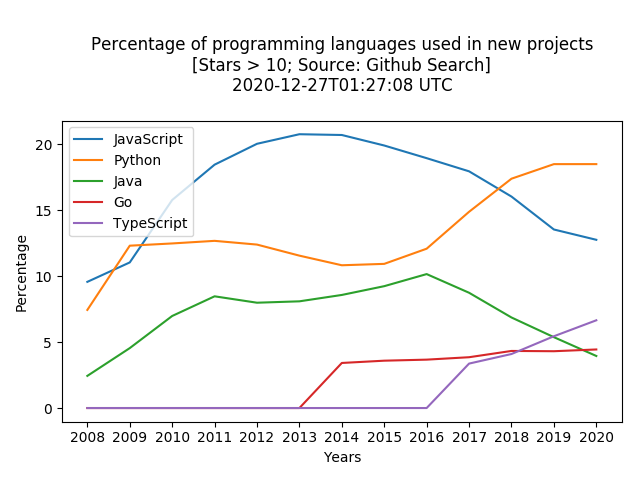 Percentage of programming languages used in new projects
[Stars > 10; Source: Github Search]
2020-12-27T01:27:08 UTC
JavaScript
Python
Java
Go
TypeScript
20
15
10
5
0
Percentage
2008 2009 2010 2011 2012 2013 2014 2015 2016 2017 2018 2019 2020
Years